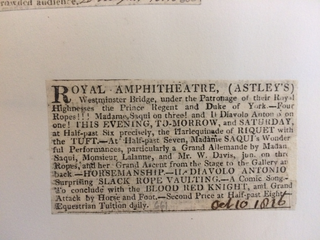 crowded audience,
ROYAL AMPHITHEATRE, (ASTLEY'S)
Westminster Bridge, under the Patronage of their Royal
Highnesses the Prince Regent and Duke of York.—Four
Ropes!!! Madame Saqui on three! and Il Diavolo Antonio on
one! THIS EVENING, TO-MORROW, and SATURDAY,
at Half-past Six precisely, the Harlequinade of RIQUET with
the TUFT.—At Half-past Seven, Madame SAQUI's Wonder
ful Performances, particularly a Grand Allemande by Madam
Saqui, Monsieur Lalanne, and Mr. W. Davis, jun. on three
Ropes, and her Grand Ascent from the Stage to the Gallery and
back—HORSEMANSHIP.—Il DIAVOLO ANTONIO
Surprising SLACK ROPE VAULTING.—A Comic Song—
To conclude with the BLOOD RED KNIGHT, and Grand
Attack by Horse and Foot.—Second Price at Half-past Eight
Equestrian Tuition daily.
Oct 10 1816